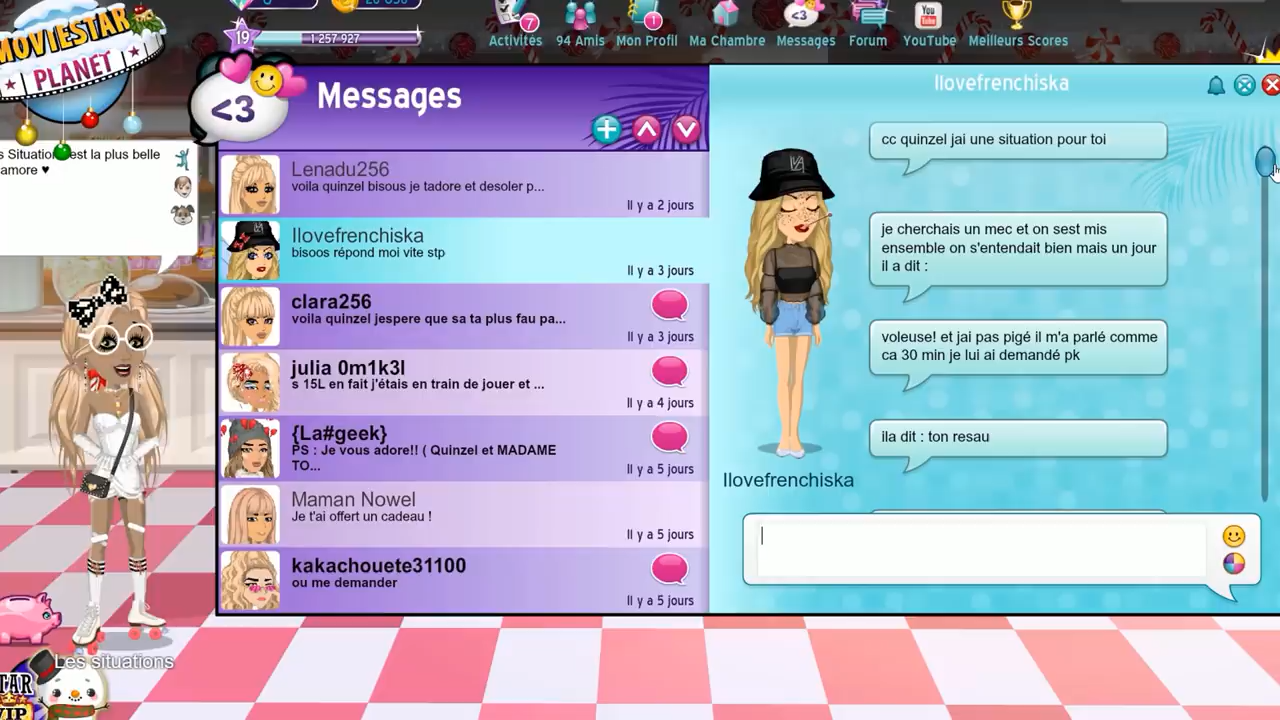 MOVIESTAR
PLANET
19
1 257 927
7
1
<3
Activités
94 Amis
Mon Profil
Ma Chambre
Messages
Forum
You
Tube
YouTube
Meilleurs Scores
est la plus belle
amore ♥
<3
Messages
Lenadu256
voila quinzel bisous je tadore et desoler p...
Il y a 2 jours
Ilovefrenchiska
bisoos répond moi vite stp
Il y a 3 jours
clara256
voila quinzel jespere que sa ta plus fau pa...
Il y a 3 jours
julia 0m1k3l
s 15L en fait j'étais en train de jouer et ...
Il y a 4 jours
{La#geek}
PS : Je vous adore!! ( Quinzel et MADAME
TO...
Il y a 5 jours
Maman Nowel
Je t'ai offert un cadeau !
Il y a 5 jours
kakachouete31100
ou me demander
Il y a 5 jours
Ilovefrenchiska
cc quinzel jai une situation pour toi
je cherchais un mec et on sest mis
ensemble on s'entendait bien mais un jour
il a dit :
voleuse! et jai pas pigé il m'a parlé comme
ca 30 min je lui ai demandé pk
ila dit : ton resau
Ilovefrenchiska
Les situations
TAR
VIP